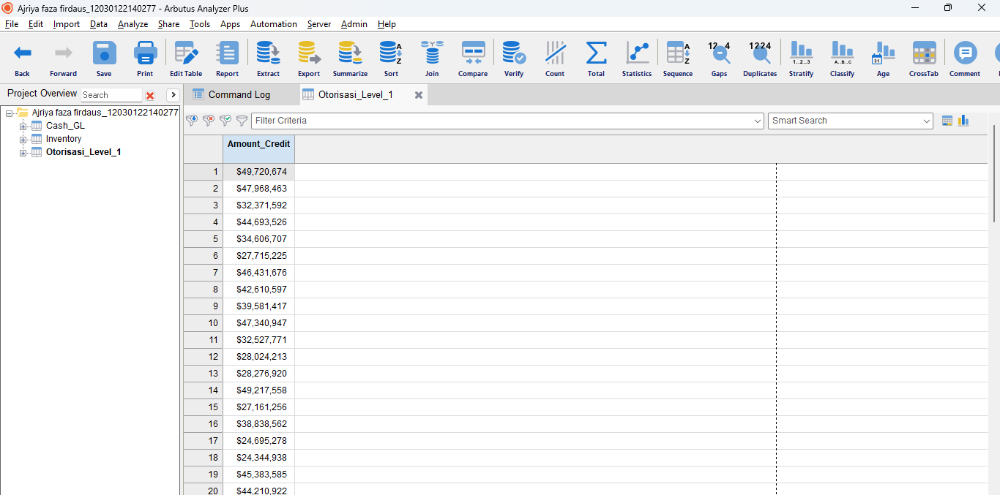 Ajriya faza firdaus_12030122140277 - Arbutus Analyzer Plus
File Edit Import Data Analyze Share Tools Apps Automation Server Admin Help
12 4 1224
Back Forward Save Print Edit Table Report Extract Export Summarize Sort Join Compare Verify Count Total Statistics Sequence Gaps Duplicates Stratify Classify Age CrossTab Comment
Project Overview Search
Command Log Otorisasi_Level_1
Ajriya faza firdaus_12030122140277
Cash_GL
Inventory
Otorisasi_Level_1
Filter Criteria Smart Search
Amount_Credit
1 $49,720,674
2 $47,968,463
3 $32,371,592
4 $44,693,526
5 $34,606,707
6 $27,715,225
7 $46,431,676
8 $42,610,597
9 $39,581,417
10 $47,340,947
11 $32,527,771
12 $28,024,213
13 $28,276,920
14 $49,217,558
15 $27,161,256
16 $38,838,562
17 $24,695,278
18 $24,344,938
19 $45,383,585
20 $44,210,922